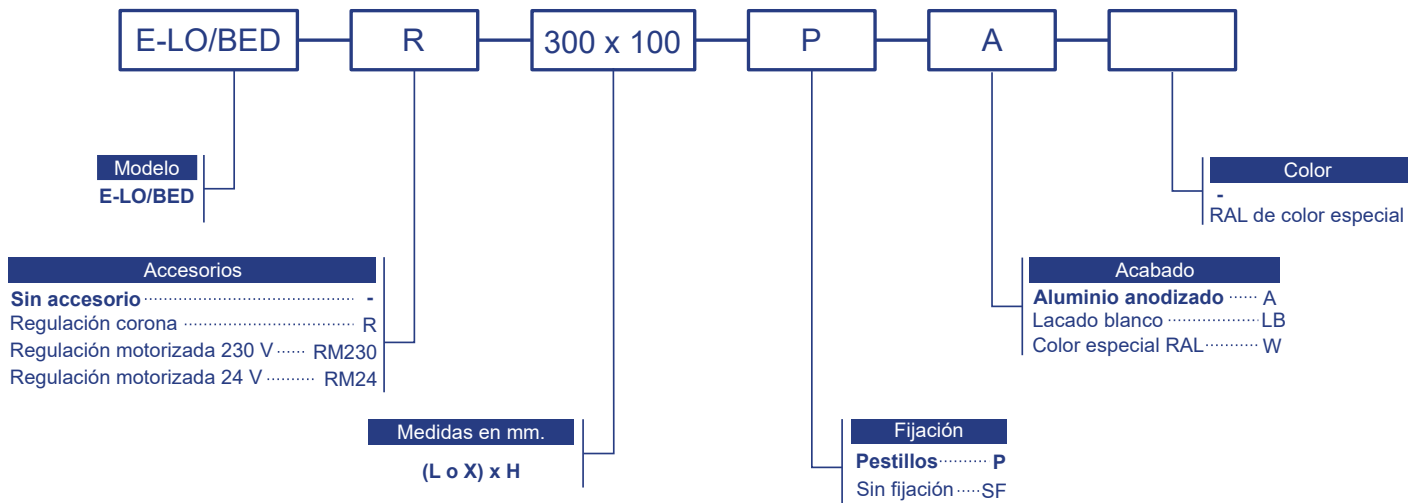 E-LO/BED R 300 x 100 P A
Modelo
E-LO/BED
Color
-
RAL de color especial
Accesorios
Sin accesorio -
Regulación corona R
Regulación motorizada 230 V RM230
Regulación motorizada 24 V RM24
Acabado
Aluminio anodizado A
Lacado blanco LB
Color especial RAL W
Medidas en mm.
(L o X) x H
Fijación
Pestillos P
Sin fijación SF